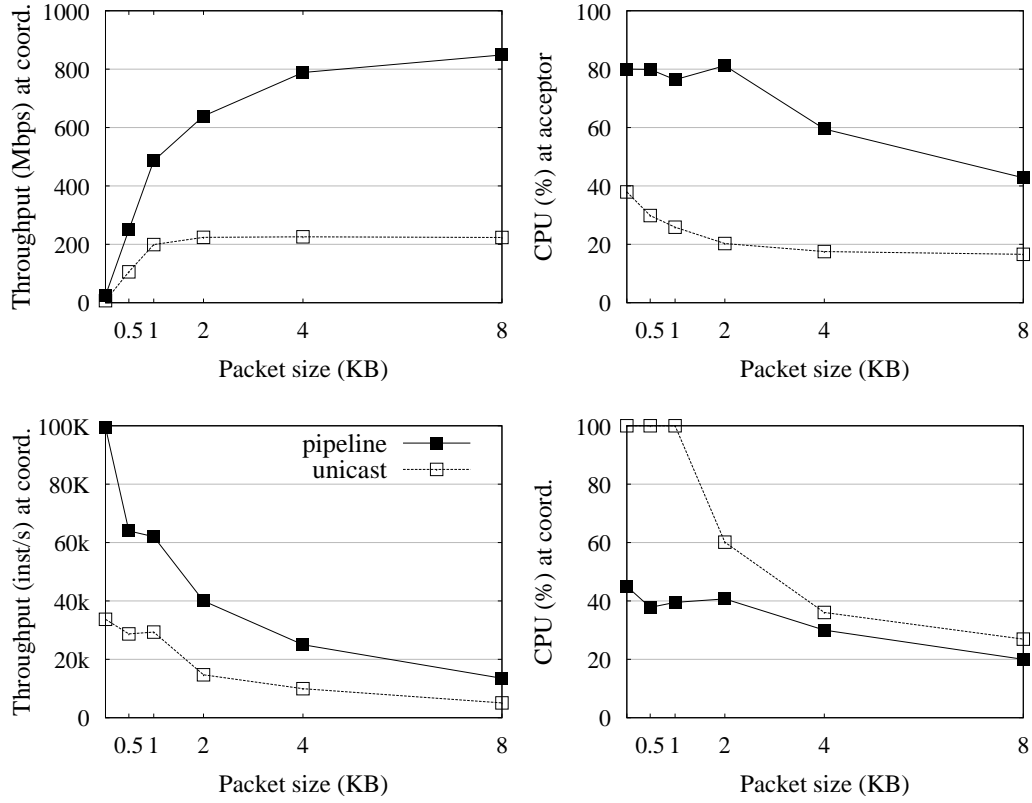 Throughput (Mbps) at coord.
1000
800
600
400
200
0
0.5 1 2 4 8
Packet size (KB)
CPU (%) at acceptor
100
80
60
40
20
0
0.5 1 2 4 8
Packet size (KB)
Throughput (inst/s) at coord.
100K
80K
60k
40k
20k
0
pipeline
unicast
0.5 1 2 4 8
Packet size (KB)
CPU (%) at coord.
100
80
60
40
20
0
0.5 1 2 4 8
Packet size (KB)